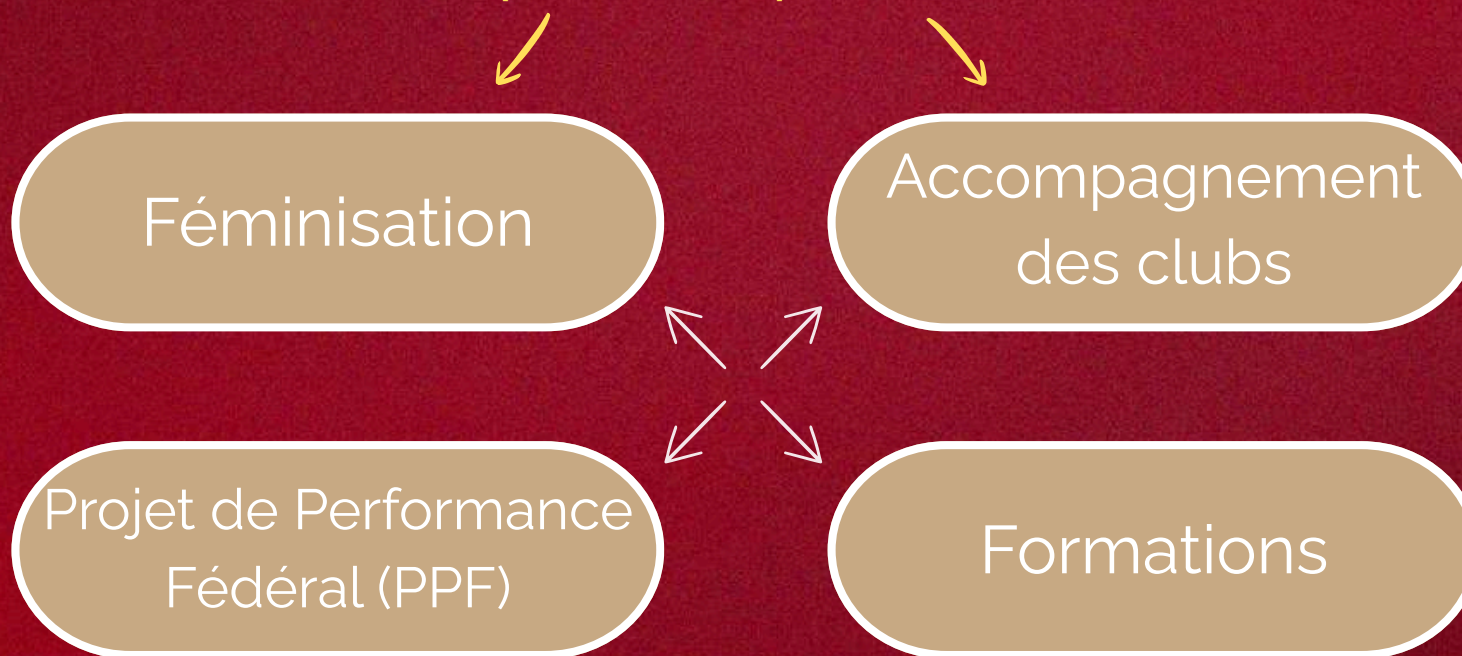 Féminisation
Accompagnement
des clubs
Projet de Performance
Fédéral (PPF)
Formations